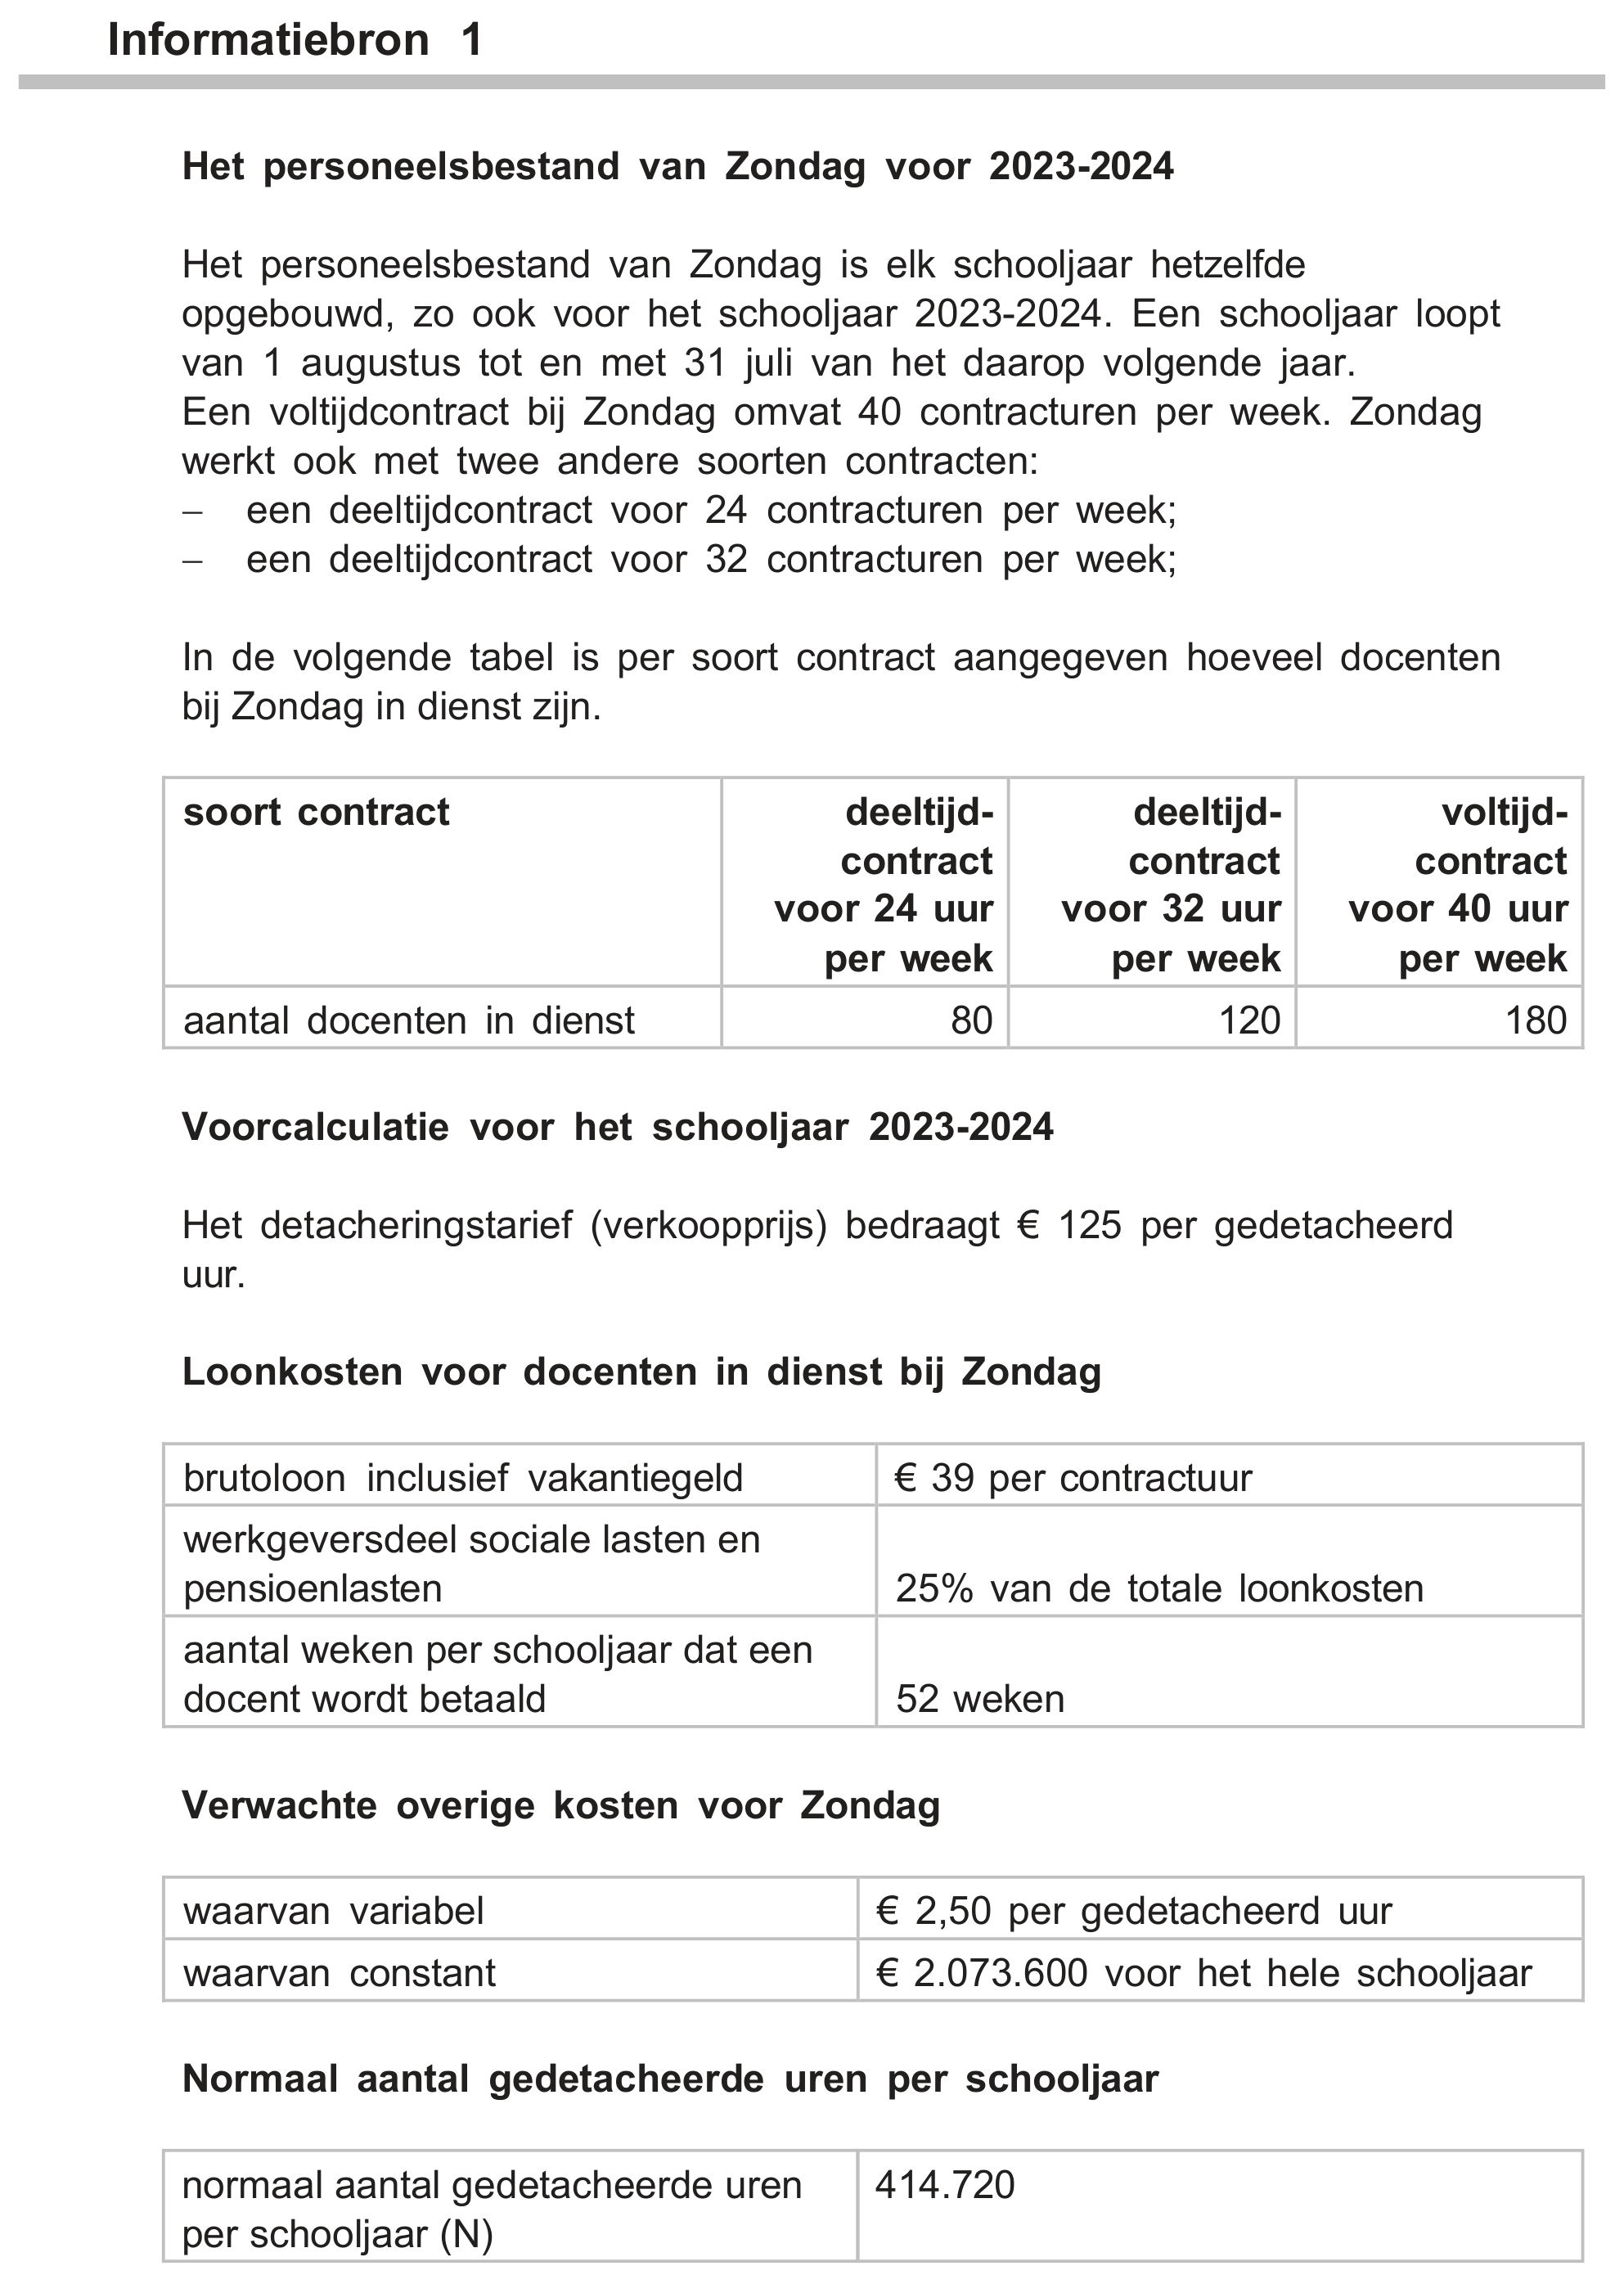 Informatiebron 1
Het personeelsbestand van Zondag voor 2023-2024
Het personeelsbestand van Zondag is elk schooljaar hetzelfde
opgebouwd, zo ook voor het schooljaar 2023-2024. Een schooljaar loopt
van 1 augustus tot en met 31 juli van het daarop volgende jaar.
Een voltijdcontract bij Zondag omvat 40 contracturen per week. Zondag
werkt ook met twee andere soorten contracten:
– een deeltijdcontract voor 24 contracturen per week;
– een deeltijdcontract voor 32 contracturen per week;
In de volgende tabel is per soort contract aangegeven hoeveel docenten
bij Zondag in dienst zijn.
soort contract
deeltijd-
contract
voor 24 uur
per week
deeltijd-
contract
voor 32 uur
per week
voltijd-
contract
voor 40 uur
per week
aantal docenten in dienst 80 120 180
Voorcalculatie voor het schooljaar 2023-2024
Het detacheringstarief (verkoopprijs) bedraagt € 125 per gedetacheerd
uur.
Loonkosten voor docenten in dienst bij Zondag
brutoloon inclusief vakantiegeld € 39 per contractuur
werkgeversdeel sociale lasten en
pensioenlasten 25% van de totale loonkosten
aantal weken per schooljaar dat een
docent wordt betaald 52 weken
Verwachte overige kosten voor Zondag
waarvan variabel € 2,50 per gedetacheerd uur
waarvan constant € 2.073.600 voor het hele schooljaar
Normaal aantal gedetacheerde uren per schooljaar
normaal aantal gedetacheerde uren 414.720
per schooljaar (N)